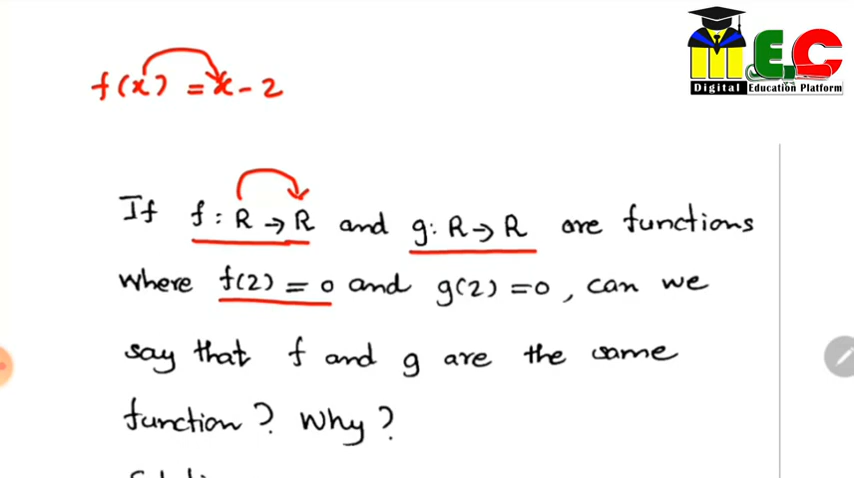 f(x) = x - 2
MEC
Digital Education Platform
If f: R → R and g: R → R are functions
where f(2) = 0 and g(2) = 0, can we
say that f and g are the same
function? Why?